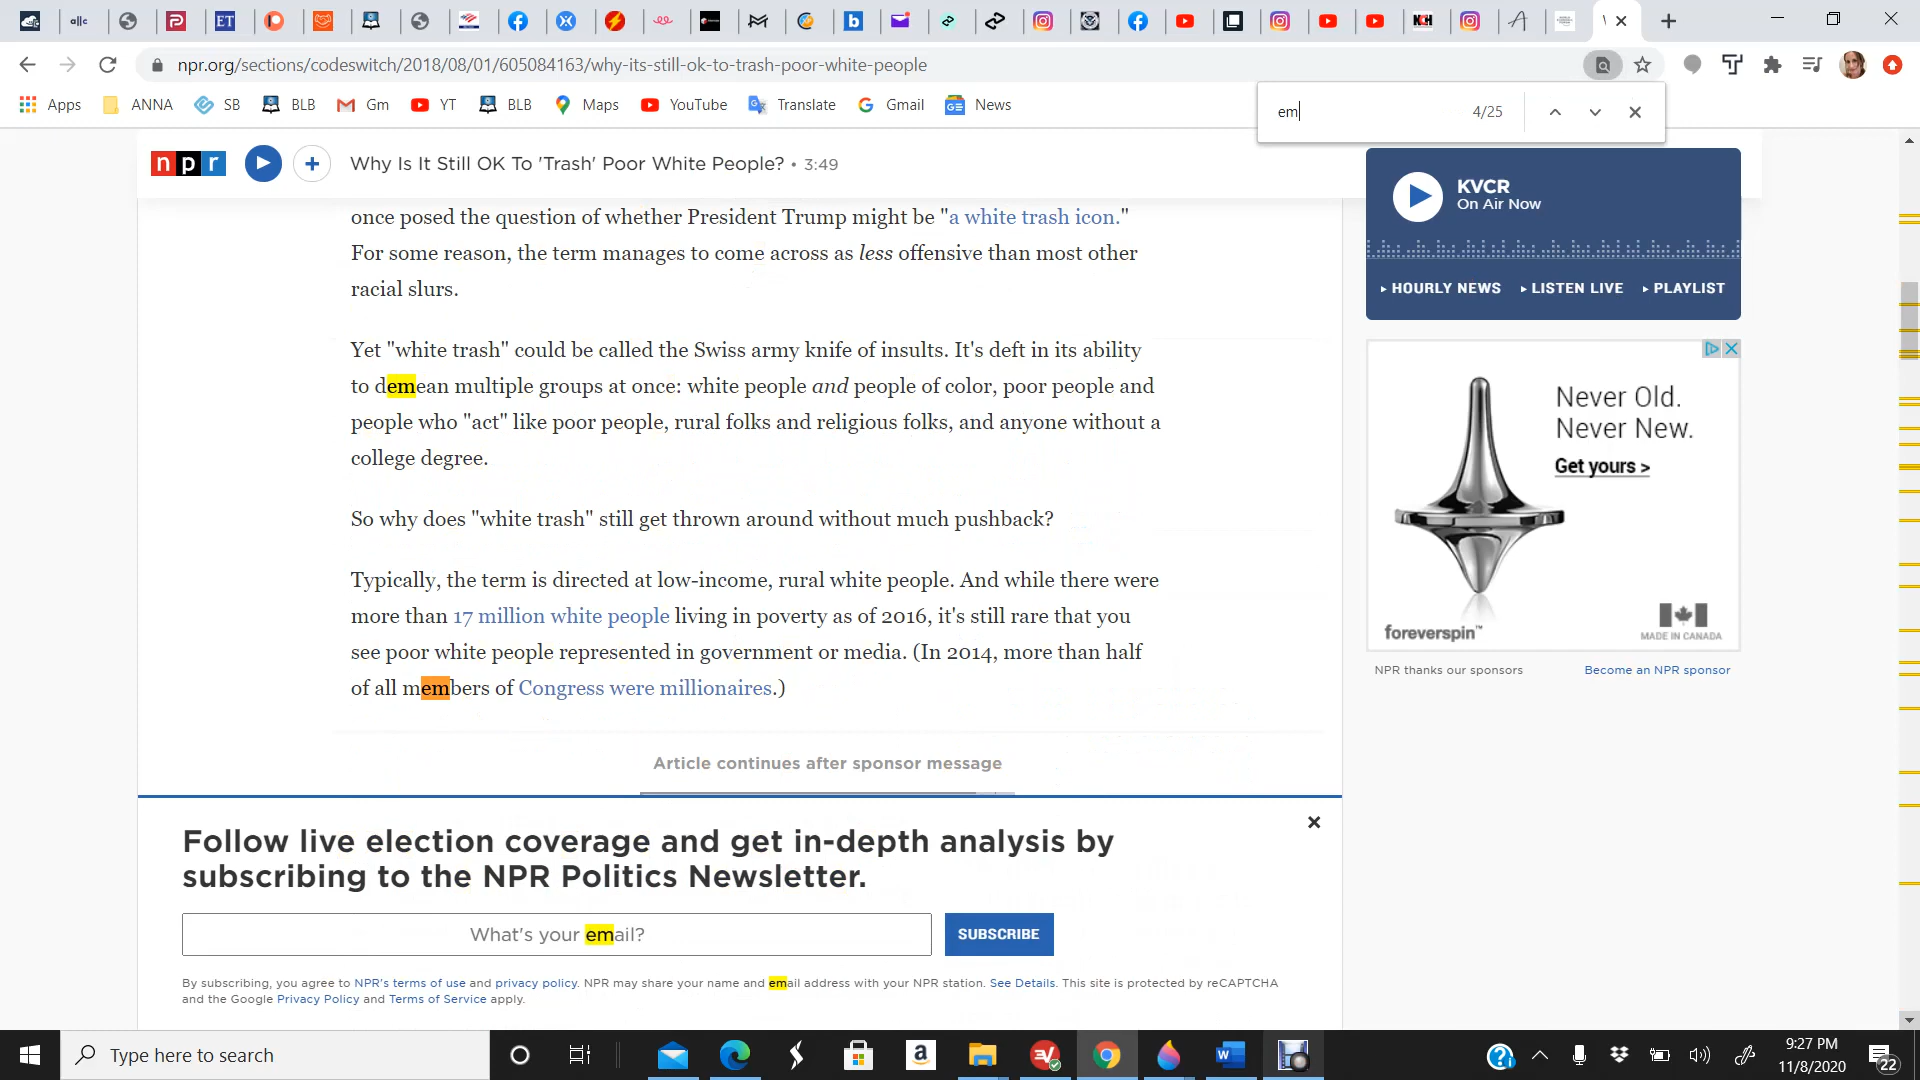 allc
ET
b
KCH
npr.org/sections/codeswitch/2018/08/01/605084163/why-its-still-ok-to-trash-poor-white-people
Apps ANNA SB BLB Gm YT BLB Maps YouTube Translate Gmail News
em 4/25
npr Why Is It Still OK To 'Trash' Poor White People? • 3:49
KVCR
On Air Now
HOURLY NEWS LISTEN LIVE PLAYLIST
once posed the question of whether President Trump might be "a white trash icon."
For some reason, the term manages to come across as less offensive than most other
racial slurs.
Yet "white trash" could be called the Swiss army knife of insults. It's deft in its ability
to demean multiple groups at once: white people and people of color, poor people and
people who "act" like poor people, rural folks and religious folks, and anyone without a
college degree.
So why does "white trash" still get thrown around without much pushback?
Typically, the term is directed at low-income, rural white people. And while there were
more than 17 million white people living in poverty as of 2016, it's still rare that you
see poor white people represented in government or media. (In 2014, more than half
of all members of Congress were millionaires.)
Article continues after sponsor message
Never Old.
Never New.
Get yours >
foreverspin™
MADE IN CANADA
NPR thanks our sponsors Become an NPR sponsor
Follow live election coverage and get in-depth analysis by
subscribing to the NPR Politics Newsletter.
What's your email? SUBSCRIBE
By subscribing, you agree to NPR's terms of use and privacy policy. NPR may share your name and email address with your NPR station. See Details. This site is protected by reCAPTCHA
and the Google Privacy Policy and Terms of Service apply.
Type here to search
9:27 PM
11/8/2020
22